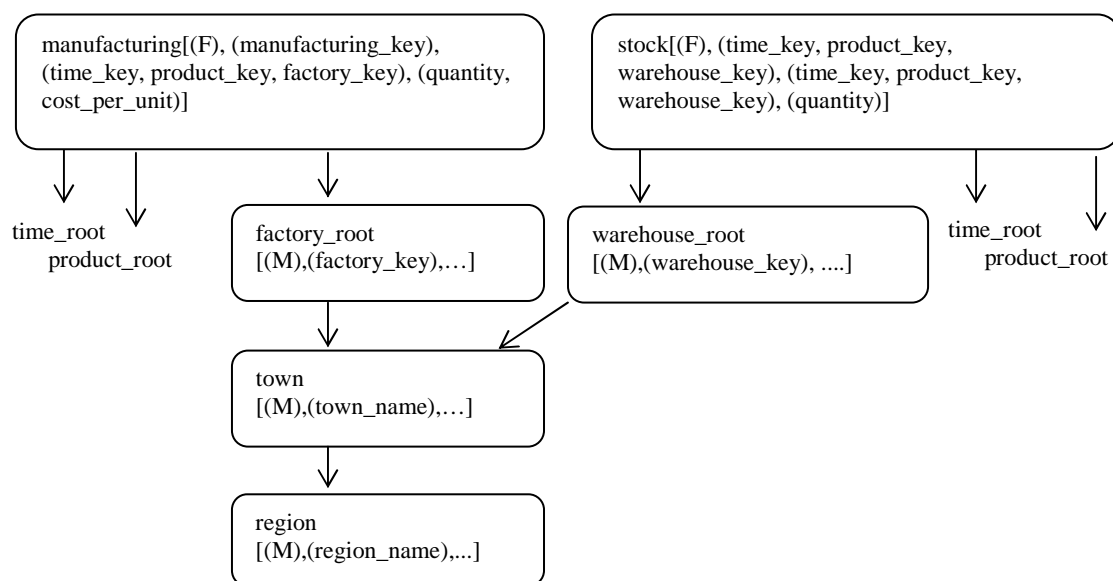 manufacturing[(F), (manufacturing_key),
(time_key, product_key, factory_key), (quantity,
cost_per_unit)]
stock[(F), (time_key, product_key,
warehouse_key), (time_key, product_key,
warehouse_key), (quantity)]
time_root
product_root
factory_root
[(M),(factory_key),…]
warehouse_root
[(M),(warehouse_key), ....]
time_root
product_root
town
[(M),(town_name),…]
region
[(M),(region_name),...]